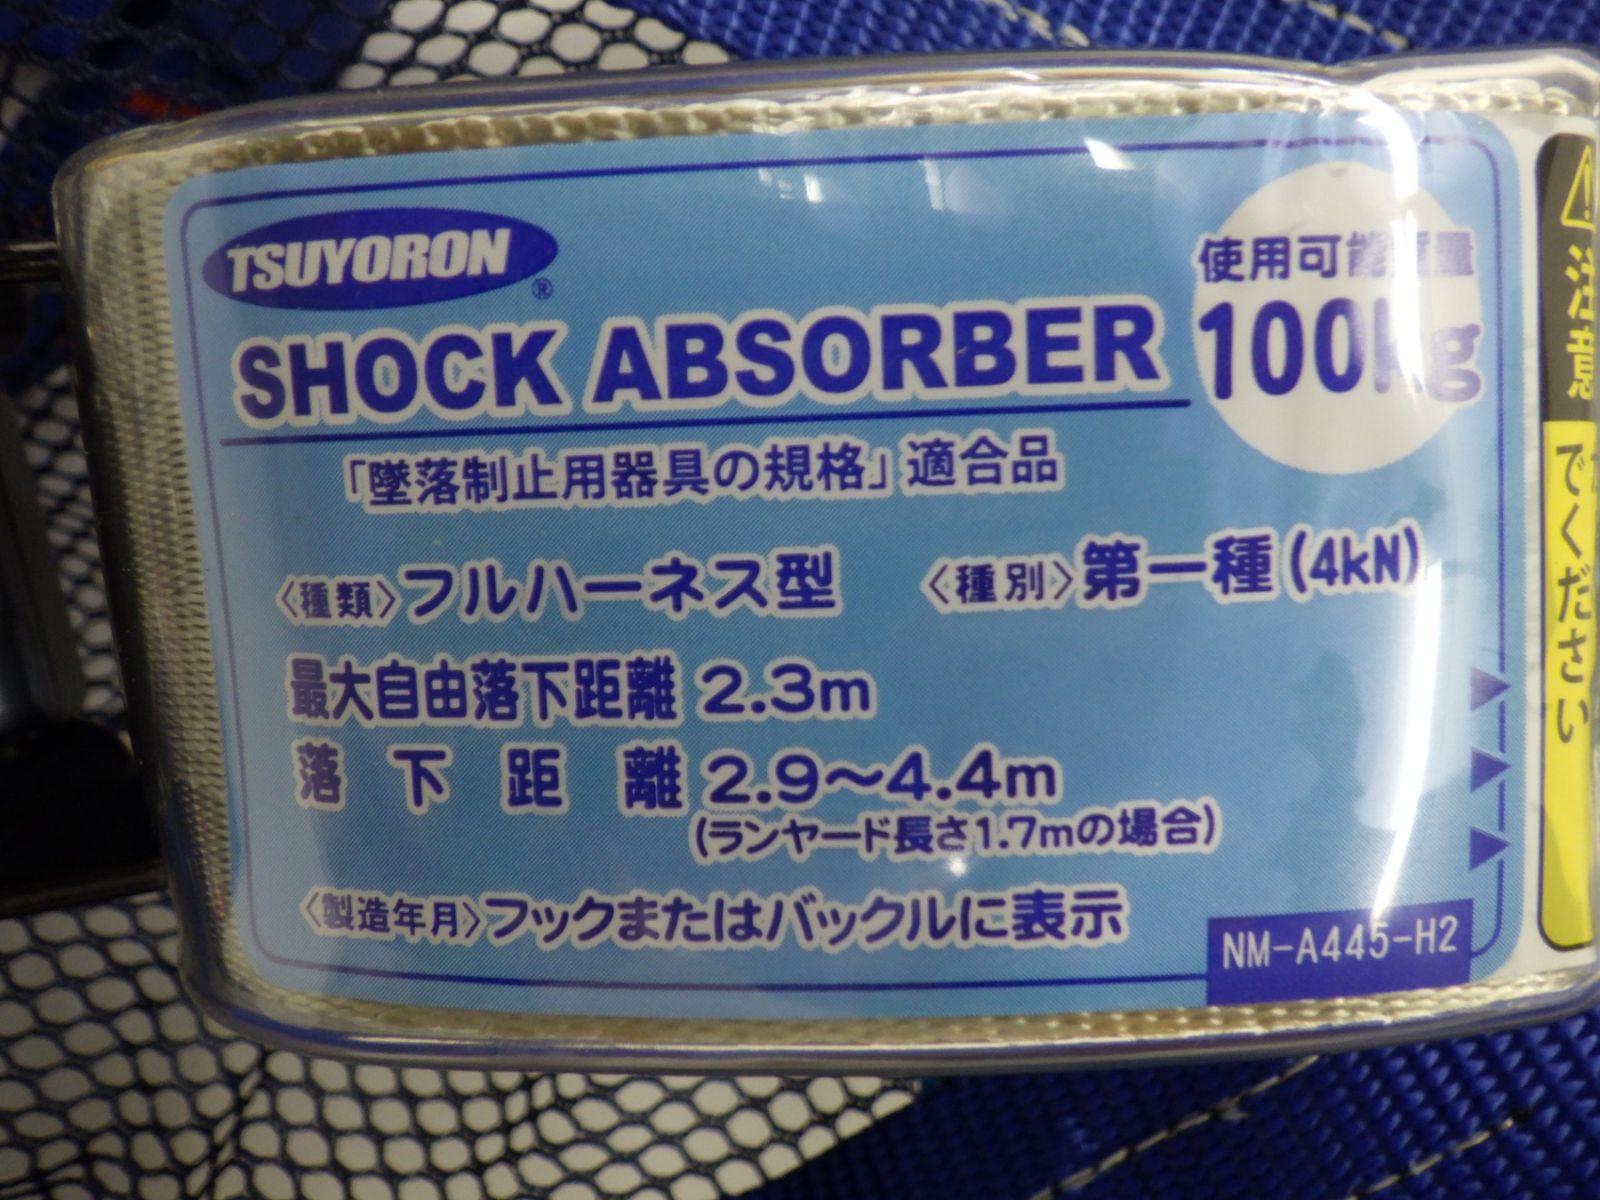 TSUYORON®
使用可能重量
100kg
SHOCK ABSORBER
「墜落制止用器具の規格」適合品
〈種類〉フルハーネス型 〈種別〉第一種(4kN)
最大自由落下距離 2.3m
落下距離 2.9〜4.4m
(ランヤード長さ1.7mの場合)
〈製造年月〉フックまたはバックルに表示
NM-A445-H2
注意
でください